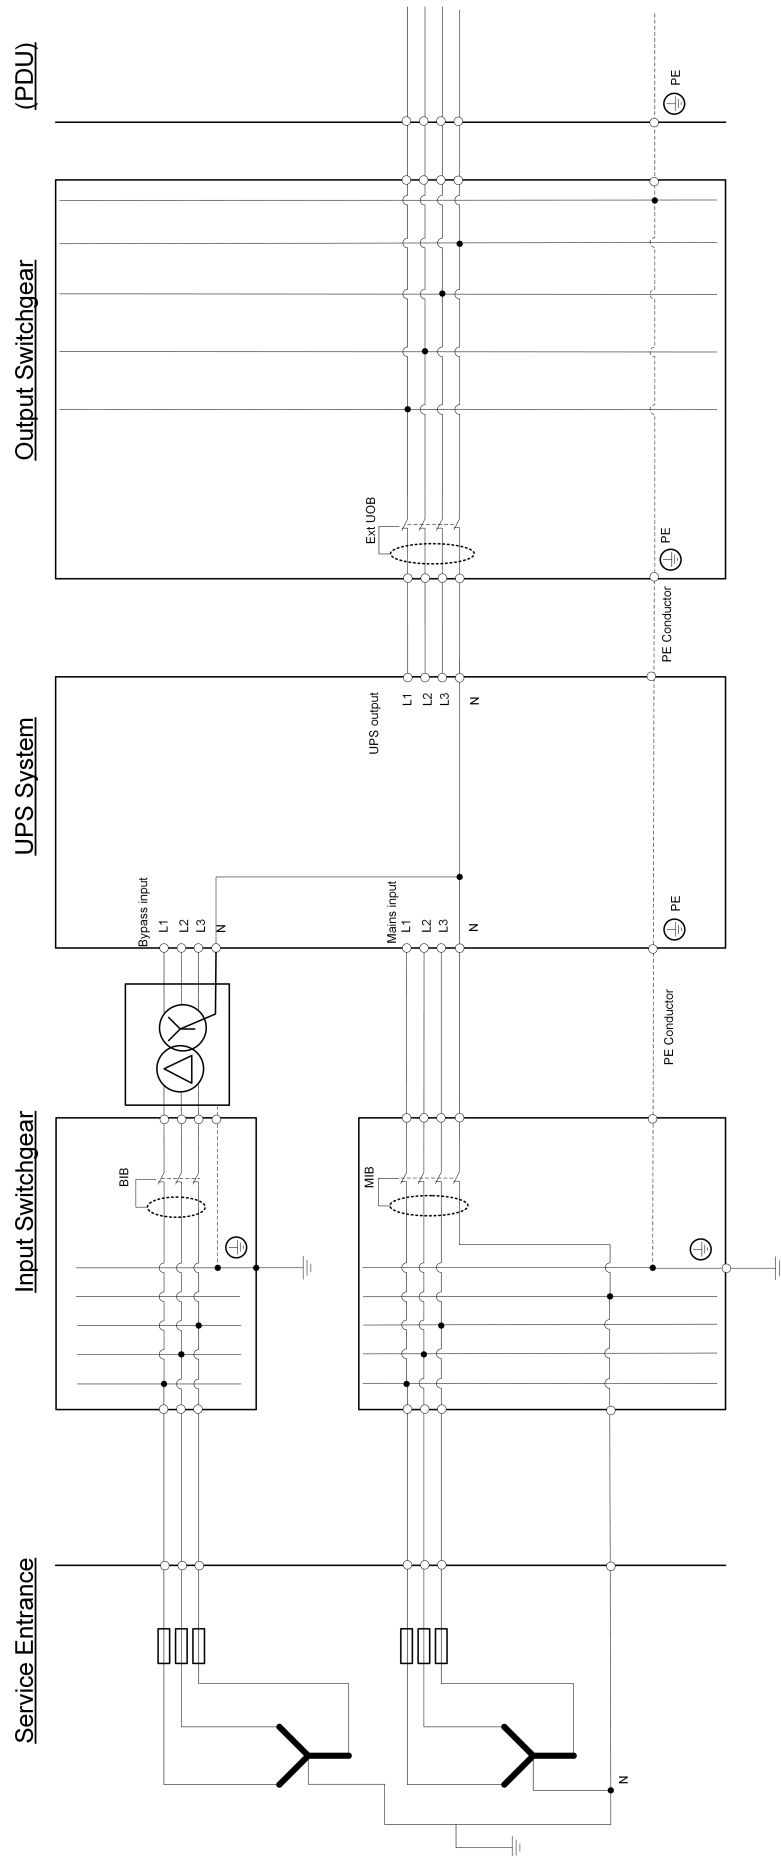 Service Entrance
Input Switchgear
UPS System
Output Switchgear
(PDU)
N
BIB
MIB
PE Conductor
Bypass input
L1
L2
L3
N
Mains input
L1
L2
L3
N
PE
UPS output
L1
L2
L3
N
PE Conductor
Ext UOB
PE
PE